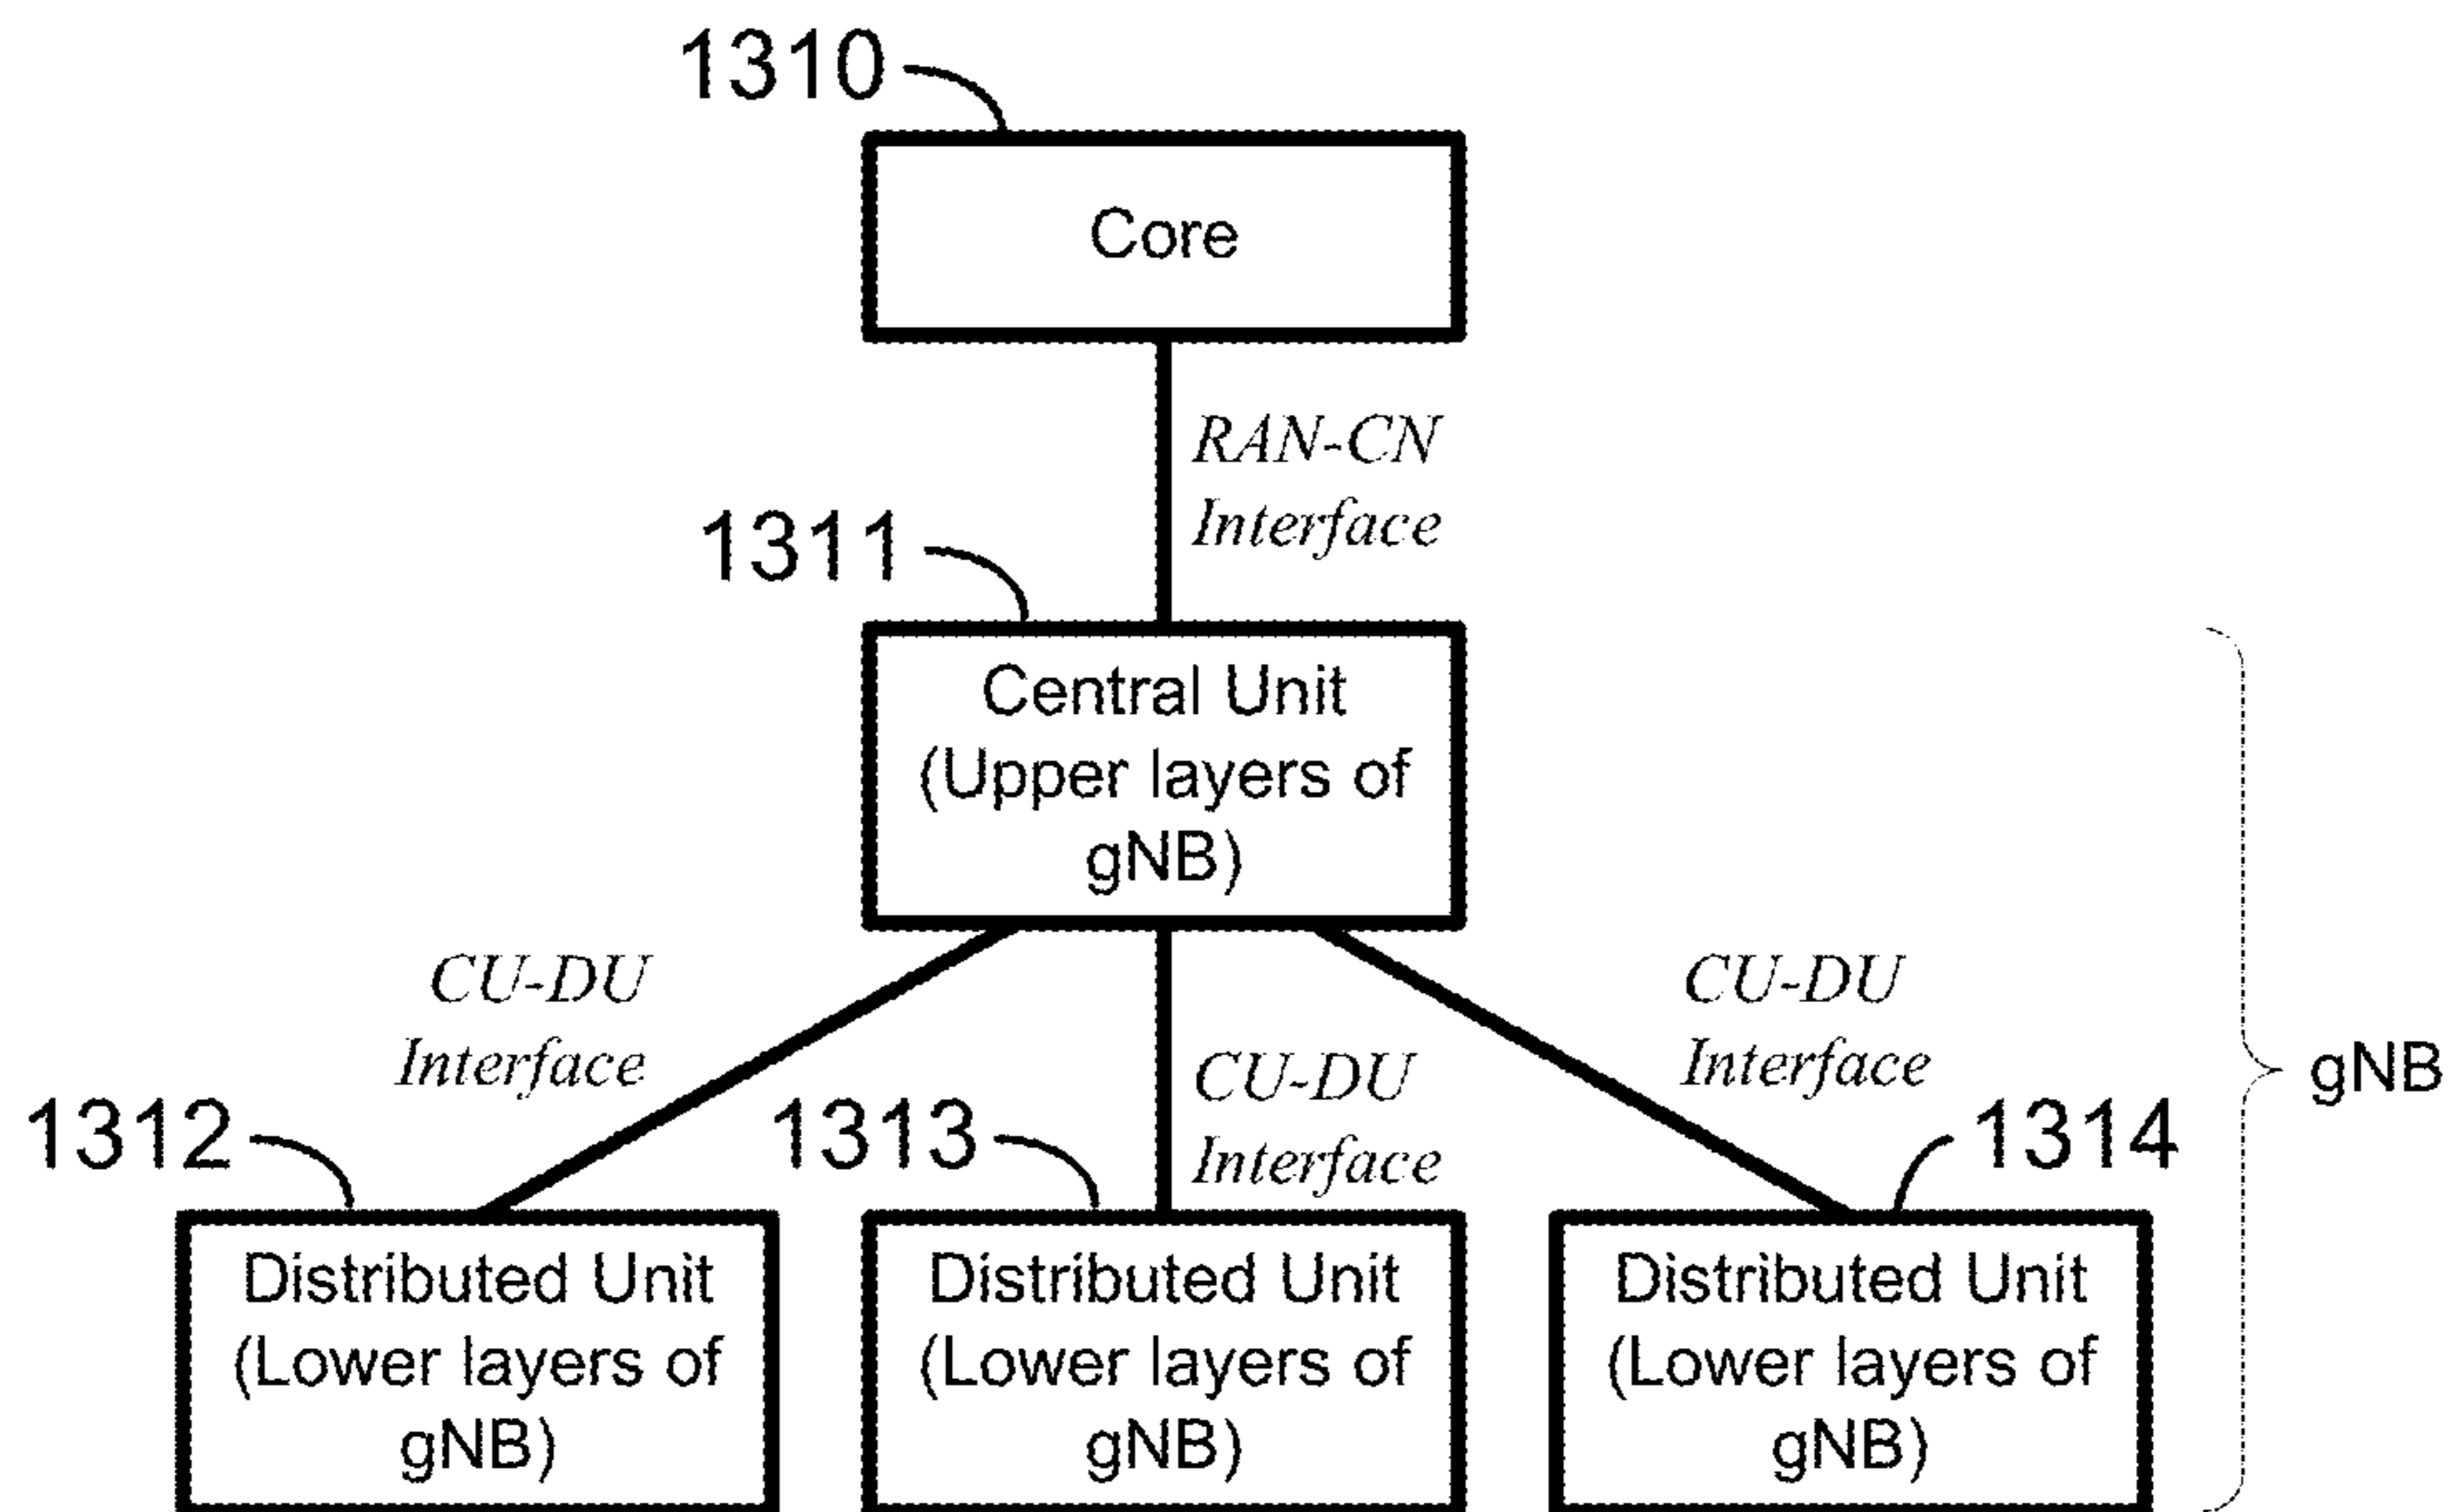 1310
Core
RAN-CN
Interface
1311
Central Unit
(Upper layers of
gNB)
CU-DU
Interface
CU-DU
Interface
CU-DU
Interface
gNB
1312
1313
1314
Distributed Unit
(Lower layers of
gNB)
Distributed Unit
(Lower layers of
gNB)
Distributed Unit
(Lower layers of
gNB)